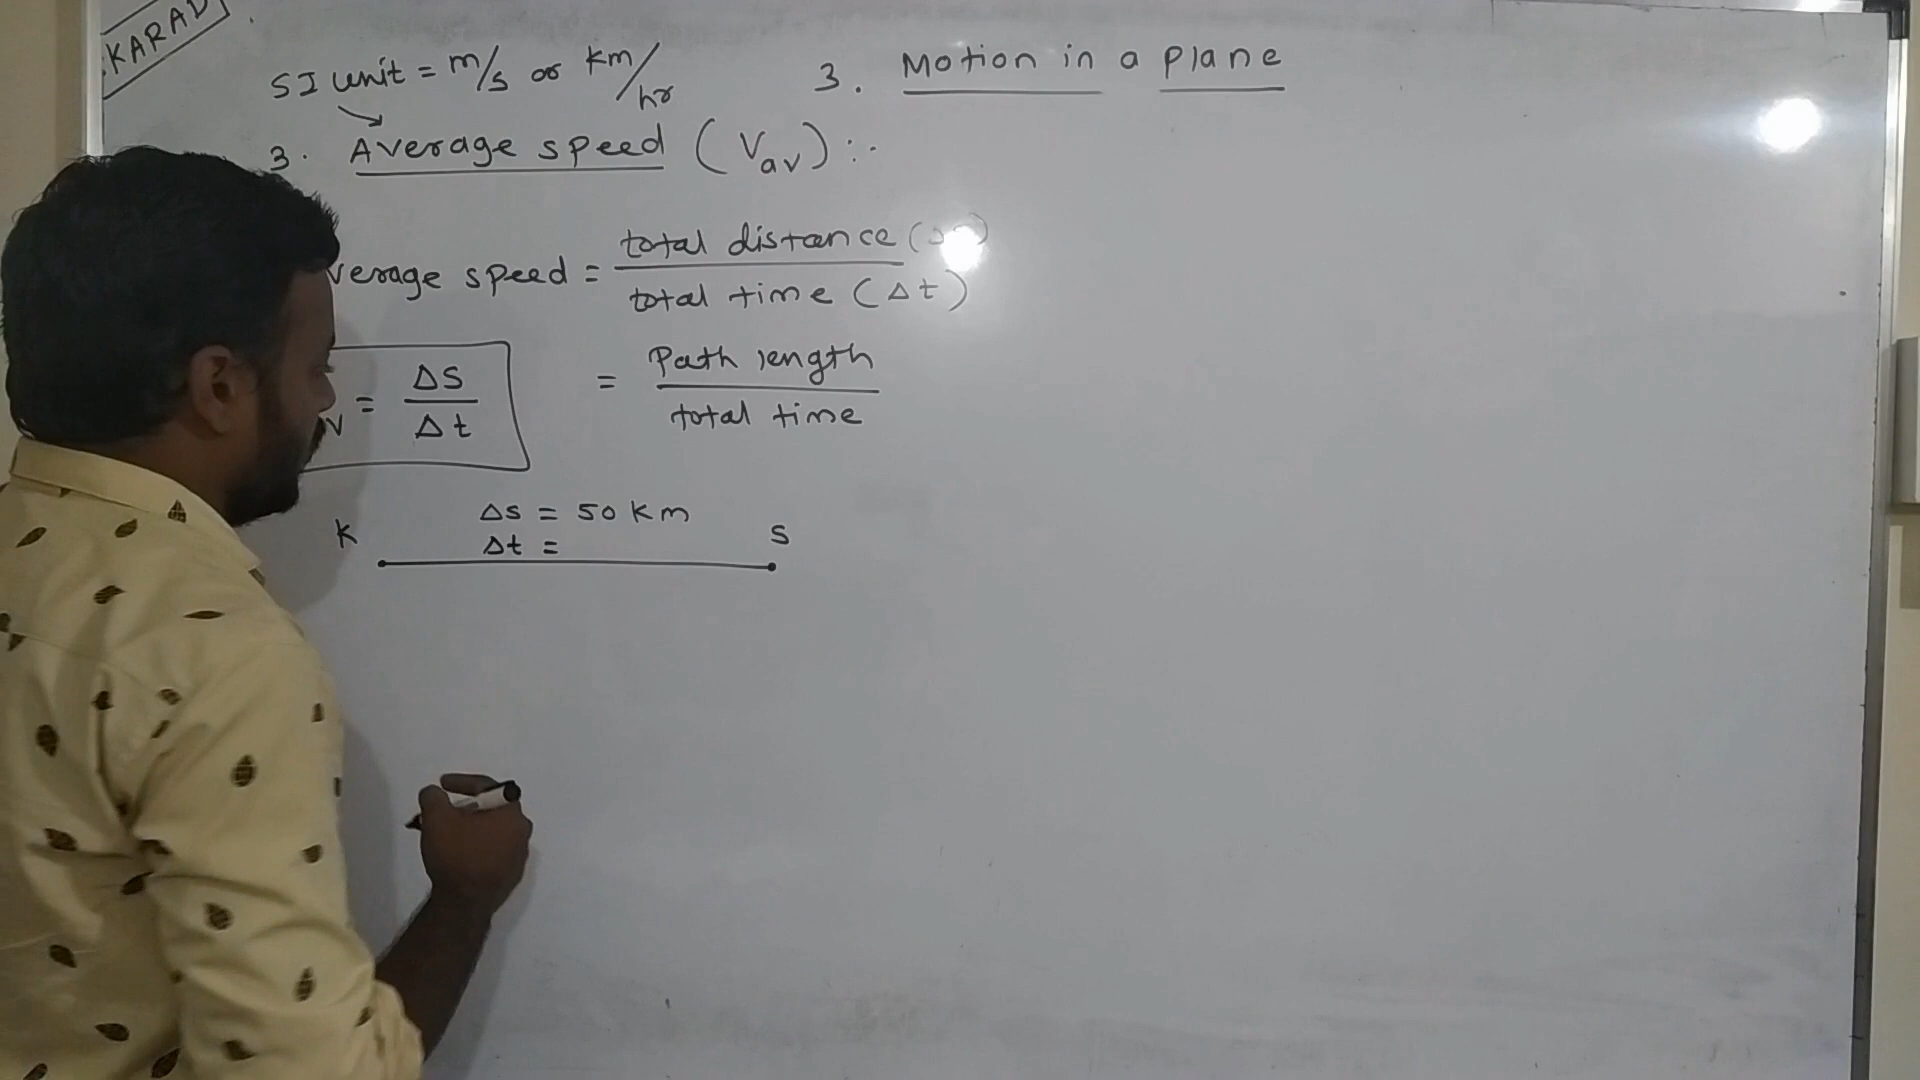 KARAD
SI unit = m/s or km/hr
3. Motion in a plane
3. Average speed (Vav) :-
verage speed = total distance ( )
total time (Δt)
= Path length
total time
v = ΔS
Δt
Δs = 50 km
K S
Δt =